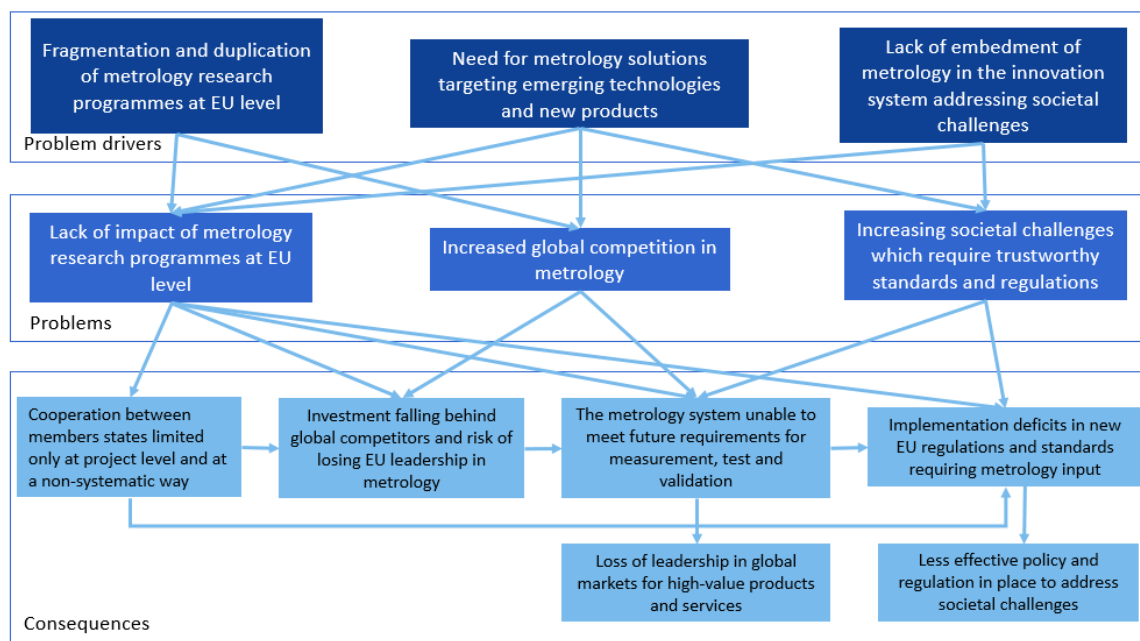 Fragmentation and duplication
of metrology research
programmes at EU level
Need for metrology solutions
targeting emerging technologies
and new products
Lack of embedment of
metrology in the innovation
system addressing societal
challenges
Problem drivers
Lack of impact of metrology
research programmes at EU
level
Increased global competition in
metrology
Increasing societal challenges
which require trustworthy
standards and regulations
Problems
Cooperation between
members states limited
only at project level and at
a non-systematic way
Investment falling behind
global competitors and risk of
losing EU leadership in
metrology
The metrology system unable to
meet future requirements for
measurement, test and
validation
Implementation deficits in new
EU regulations and standards
requiring metrology input
Loss of leadership in global
markets for high-value products
and services
Less effective policy and
regulation in place to address
societal challenges
Consequences